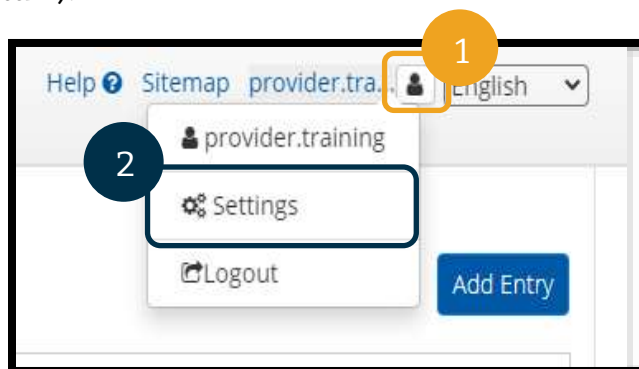 1
Help Sitemap provider.tra... English
provider.training
2
Settings
Logout
Add Entry